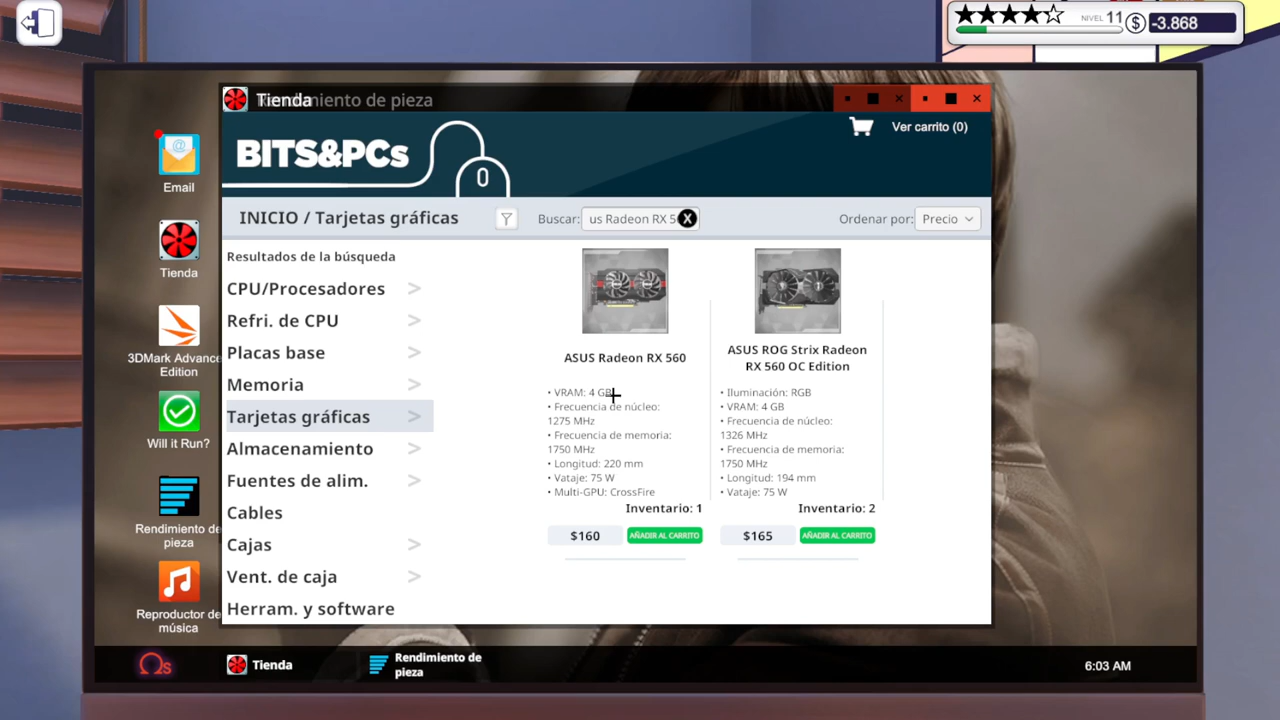 NIVEL 11
$ -3.868
Tienda
Rendimiento de pieza
BITS&PCs
Ver carrito (0)
INICIO / Tarjetas gráficas
Buscar: us Radeon RX 5 X
Ordenar por: Precio
Resultados de la búsqueda
CPU/Procesadores >
Refri. de CPU >
Placas base >
Memoria >
Tarjetas gráficas >
Almacenamiento >
Fuentes de alim. >
Cables
Cajas >
Vent. de caja >
Herram. y software
ASUS Radeon RX 560
• VRAM: 4 GB
• Frecuencia de núcleo:
1275 MHz
• Frecuencia de memoria:
1750 MHz
• Longitud: 220 mm
• Vataje: 75 W
• Multi-GPU: CrossFire
Inventario: 1
$160 AÑADIR AL CARRITO
ASUS ROG Strix Radeon
RX 560 OC Edition
• Iluminación: RGB
• VRAM: 4 GB
• Frecuencia de núcleo:
1326 MHz
• Frecuencia de memoria:
1750 MHz
• Longitud: 194 mm
• Vataje: 75 W
Inventario: 2
$165 AÑADIR AL CARRITO
Email
Tienda
3DMark Advance
Edition
Will it Run?
Rendimiento de
pieza
Reproductor de
música
Ωs
Tienda
Rendimiento de
pieza
6:03 AM